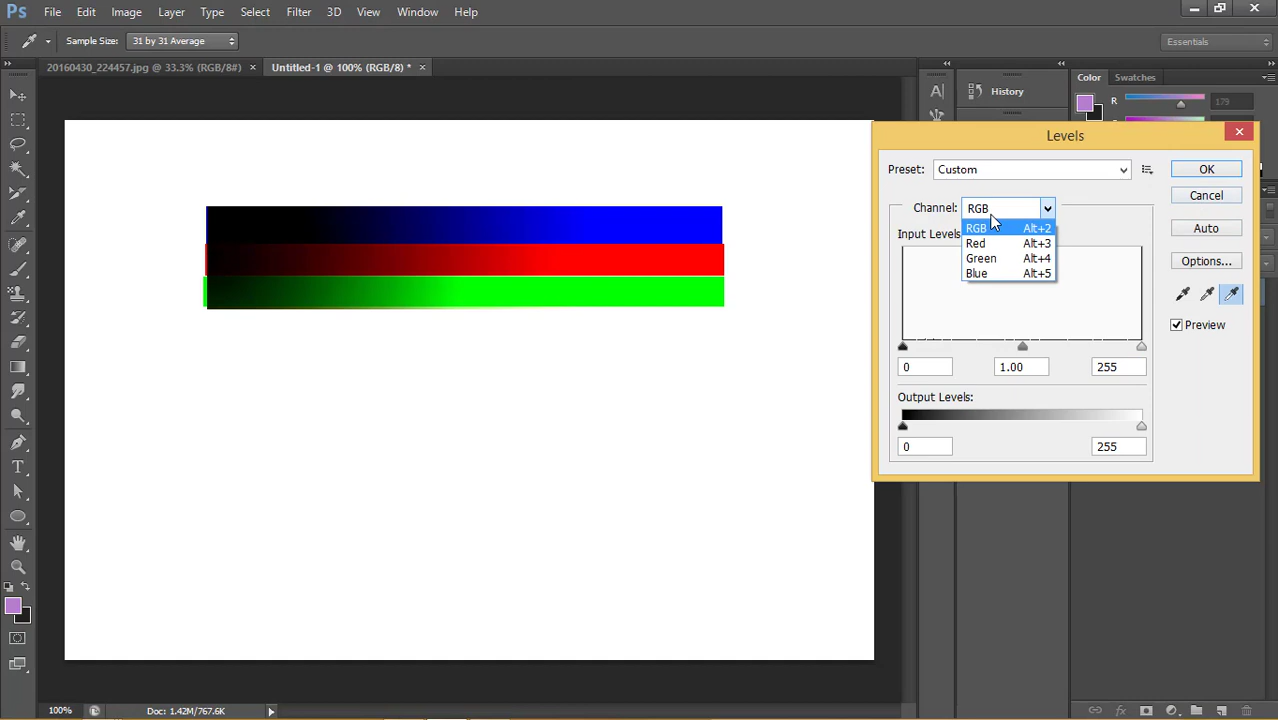 Ps File Edit Image Layer Type Select Filter 3D View Window Help
Sample Size: 31 by 31 Average Essentials
20160430_224457.jpg @ 33.3% (RGB/8#) × Untitled-1 @ 100% (RGB/8) * ×
A| History Color Swatches
R 179
Levels
Preset: Custom OK
Channel: RGB Cancel
RGB Alt+2 Auto
Input Levels
Red Alt+3
Green Alt+4 Options...
Blue Alt+5
Preview
0 1.00 255
Output Levels:
0 255
T
100% Doc: 1.42M/767.6K fx